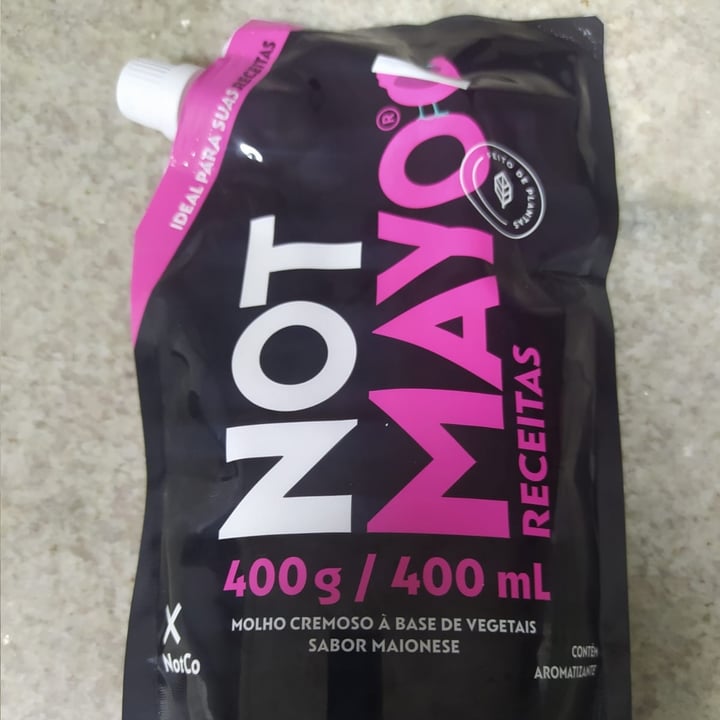 IDEAL PARA SUAS RECEITAS
NOT
MAYO®
RECEITAS
FEITO DE PLANTAS
400g / 400 mL
MOLHO CREMOSO À BASE DE VEGETAIS
SABOR MAIONESE
NotCo
CONTÉM
AROMATIZANTE